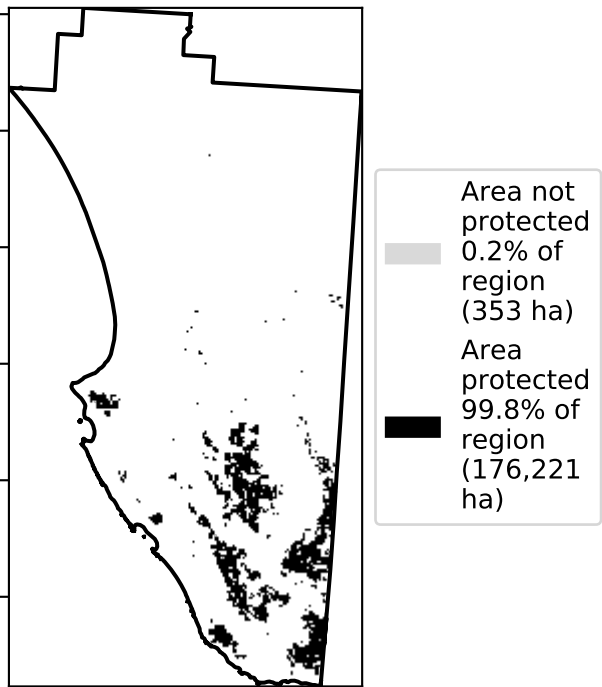 Area not
protected
0.2% of
region
(353 ha)
Area
protected
99.8% of
region
(176,221
ha)